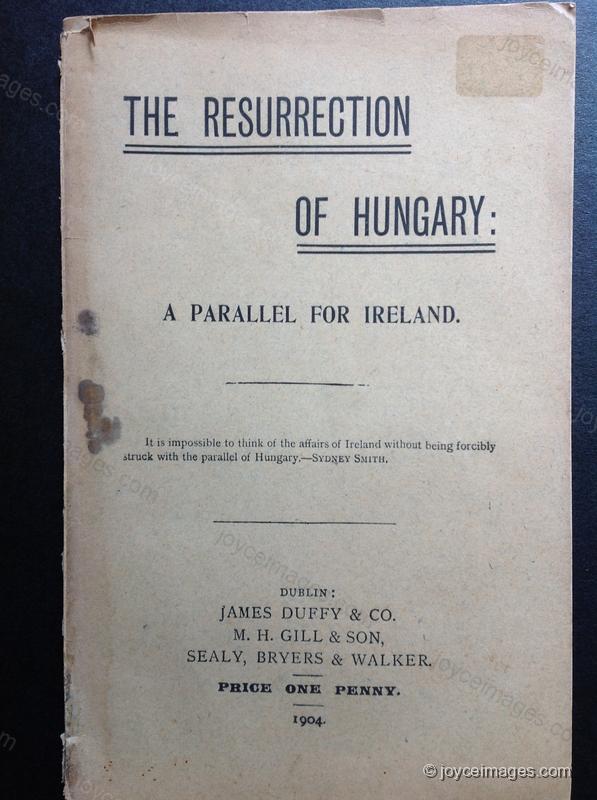 THE RESURRECTION
OF HUNGARY:
A PARALLEL FOR IRELAND.
It is impossible to think of the affairs of Ireland without being forcibly
struck with the parallel of Hungary.—SYDNEY SMITH.
DUBLIN:
JAMES DUFFY & CO.
M. H. GILL & SON,
SEALY, BRYERS & WALKER.
PRICE ONE PENNY.
1904.
© joyceimages.com